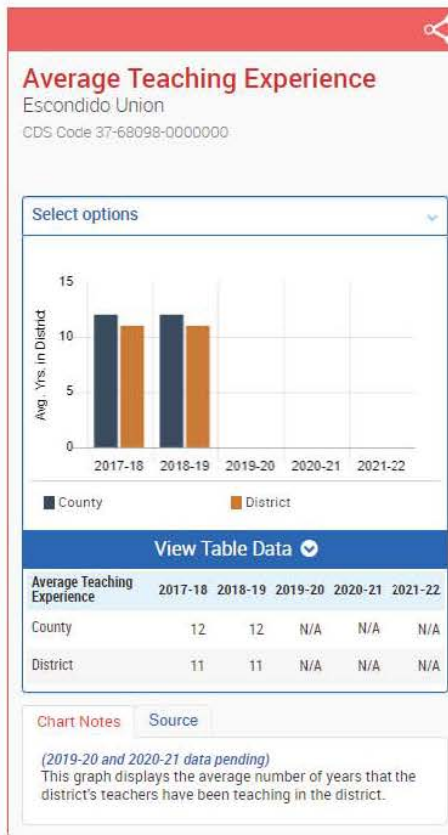 Average Teaching Experience
Escondido Union
CDS Code 37-68098-0000000
Select options
Avg. Yrs. in District
15
10
5
0
2017-18 2018-19 2019-20 2020-21 2021-22
County District
View Table Data
Average Teaching Experience 2017-18 2018-19 2019-20 2020-21 2021-22
County 12 12 N/A N/A N/A
District 11 11 N/A N/A N/A
Chart Notes Source
(2019-20 and 2020-21 data pending)
This graph displays the average number of years that the
district's teachers have been teaching in the district.